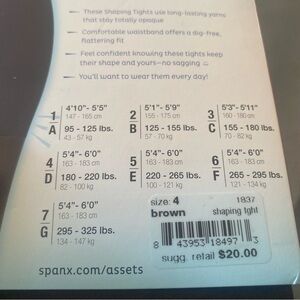 These Shaping Tights use long-lasting yarns
that stay totally opaque
Comfortable waistband offers a dig-free,
flattering fit
Feel confident knowing these tights keep
their shape and yours—no sagging
You'll want to wear them every day!
1
A
4'10"- 5'5"
147 - 165 cm
95 - 125 lbs.
43 - 57 kg
2
B
5'1"- 5'9"
155 - 175 cm
125 - 155 lbs.
57 - 70 kg
3
C
5'3"- 5'11"
160 - 180 cm
155 - 180 lbs.
70 - 82 kg
4
D
5'4"- 6'0"
163 - 183 cm
180 - 220 lbs.
82 - 100 kg
5
E
5'4"- 6'0"
163 - 183 cm
220 - 265 lbs.
100 - 121 kg
6
F
5'4"- 6'0"
163 - 183 cm
265 - 295 lbs.
121 - 134 kg
7
G
5'4"- 6'0"
163 - 183 cm
295 - 325 lbs.
134 - 147 kg
size: 4 1837
brown shaping tght
8 43953 18497 3
sugg. retail $20.00
spanx.com/assets